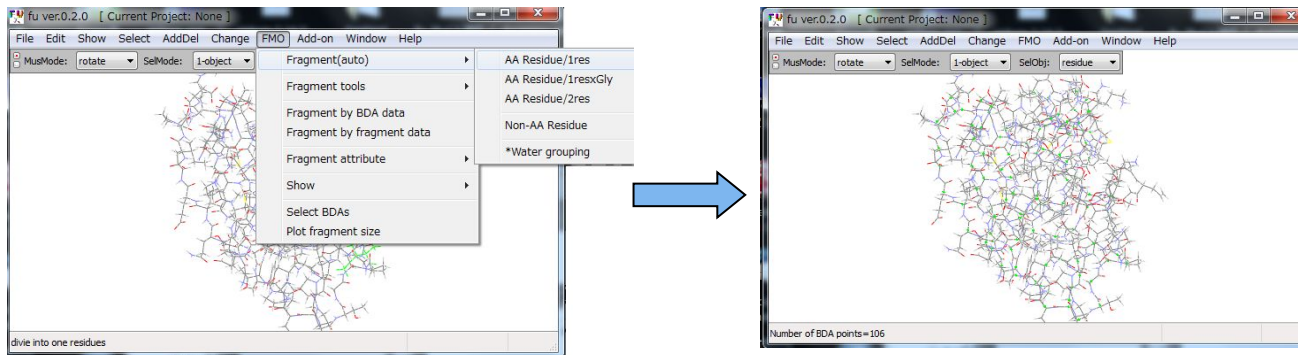 fu ver.0.2.0 [ Current Project: None ]
File Edit Show Select AddDel Change FMO Add-on Window Help
MusMode: rotate SelMode: 1-object
Fragment(auto)
Fragment tools
Fragment by BDA data
Fragment by fragment data
Fragment attribute
Show
Select BDAs
Plot fragment size
AA Residue/1res
AA Residue/1resxGly
AA Residue/2res
Non-AA Residue
*Water grouping
divie into one residues
fu ver.0.2.0 [ Current Project: None ]
File Edit Show Select AddDel Change FMO Add-on Window Help
MusMode: rotate SelMode: 1-object SelObj: residue
Number of BDA points=106